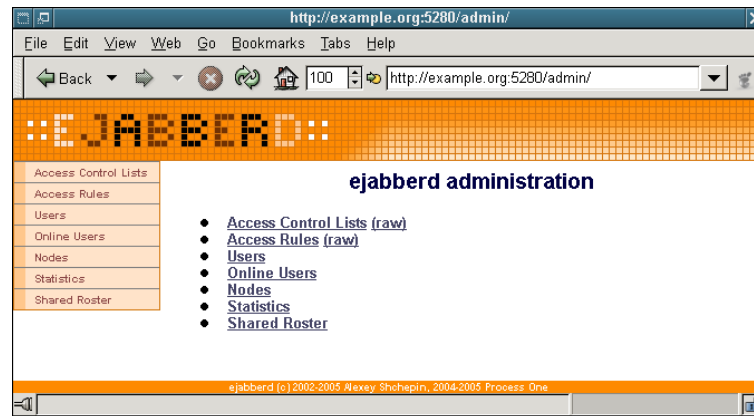 http://example.org:5280/admin/
File Edit View Web Go Bookmarks Tabs Help
Back 100 http://example.org:5280/admin/
::EJABBERD::
Access Control Lists
Access Rules
Users
Online Users
Nodes
Statistics
Shared Roster
ejabberd administration
Access Control Lists (raw)
Access Rules (raw)
Users
Online Users
Nodes
Statistics
Shared Roster
ejabberd (c) 2002-2005 Alexey Shchepin, 2004-2005 Process One